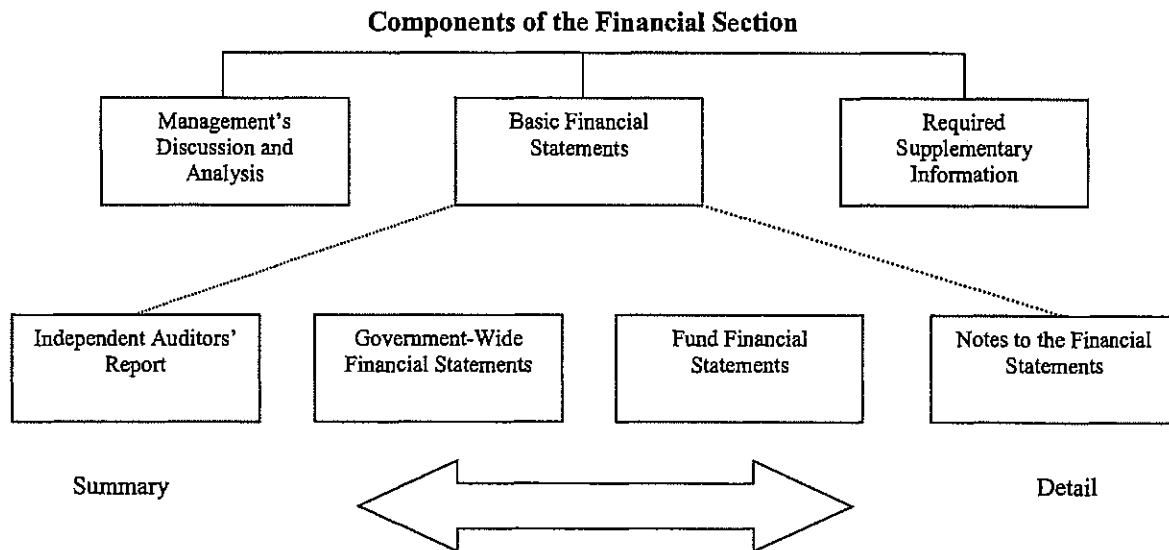 Components of the Financial Section
Management's
Discussion and
Analysis
Basic Financial
Statements
Required
Supplementary
Information
Independent Auditors'
Report
Government-Wide
Financial Statements
Fund Financial
Statements
Notes to the Financial
Statements
Summary
Detail